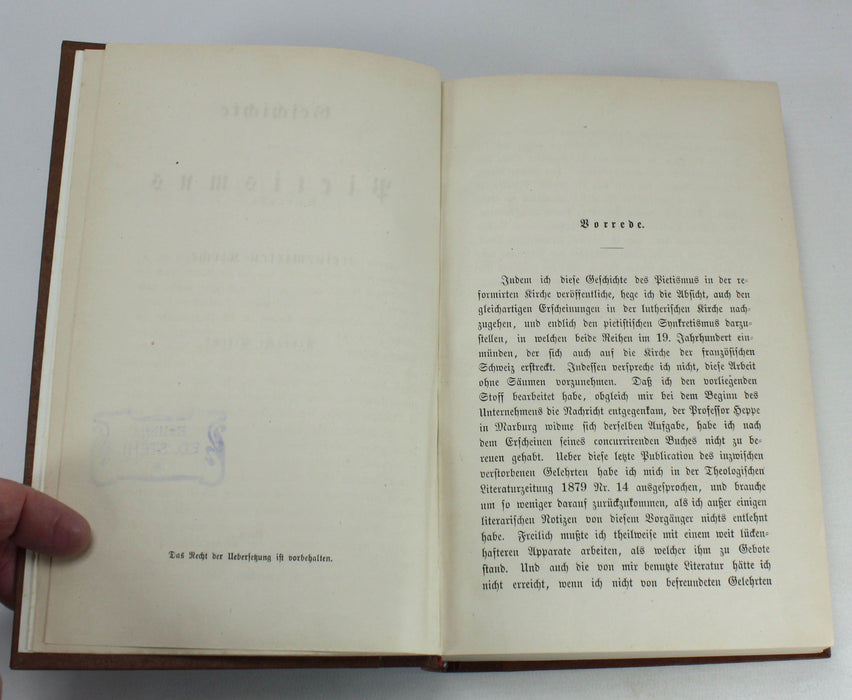 Das Recht der Uebersetzung ist vorbehalten.
Vorrede.
Indem ich diese Geschichte des Pietismus in der re-
formirten Kirche veröffentliche, hege ich die Absicht, auch den
gleichartigen Erscheinungen in der lutherischen Kirche nach-
zugehen, und endlich den pietistischen Synkretismus darzu-
stellen, in welchen beide Reihen im 19. Jahrhundert ein-
münden, der sich auch auf die Kirche der französischen
Schweiz erstreckt. Indessen verspreche ich nicht, diese Arbeit
ohne Säumen vorzunehmen. Daß ich den vorliegenden
Stoff bearbeitet habe, obgleich mir bei dem Beginn des
Unternehmens die Nachricht entgegenkam, der Professor Heppe
in Marburg widme sich derselben Aufgabe, habe ich nach
dem Erscheinen seines concurrirenden Buches nicht zu be-
reuen gehabt. Ueber diese letzte Publication des inzwischen
verstorbenen Gelehrten habe ich mich in der Theologischen
Literaturzeitung 1879 Nr. 14 ausgesprochen, und brauche
um so weniger darauf zurückzukommen, als ich außer einigen
literarischen Notizen von diesem Vorgänger nichts entlehnt
habe. Freilich mußte ich theilweise mit einem weit lücken-
hafteren Apparate arbeiten, als welcher ihm zu Gebote
stand. Und auch die von mir benutzte Literatur hätte ich
nicht erreicht, wenn ich nicht von befreundeten Gelehrten